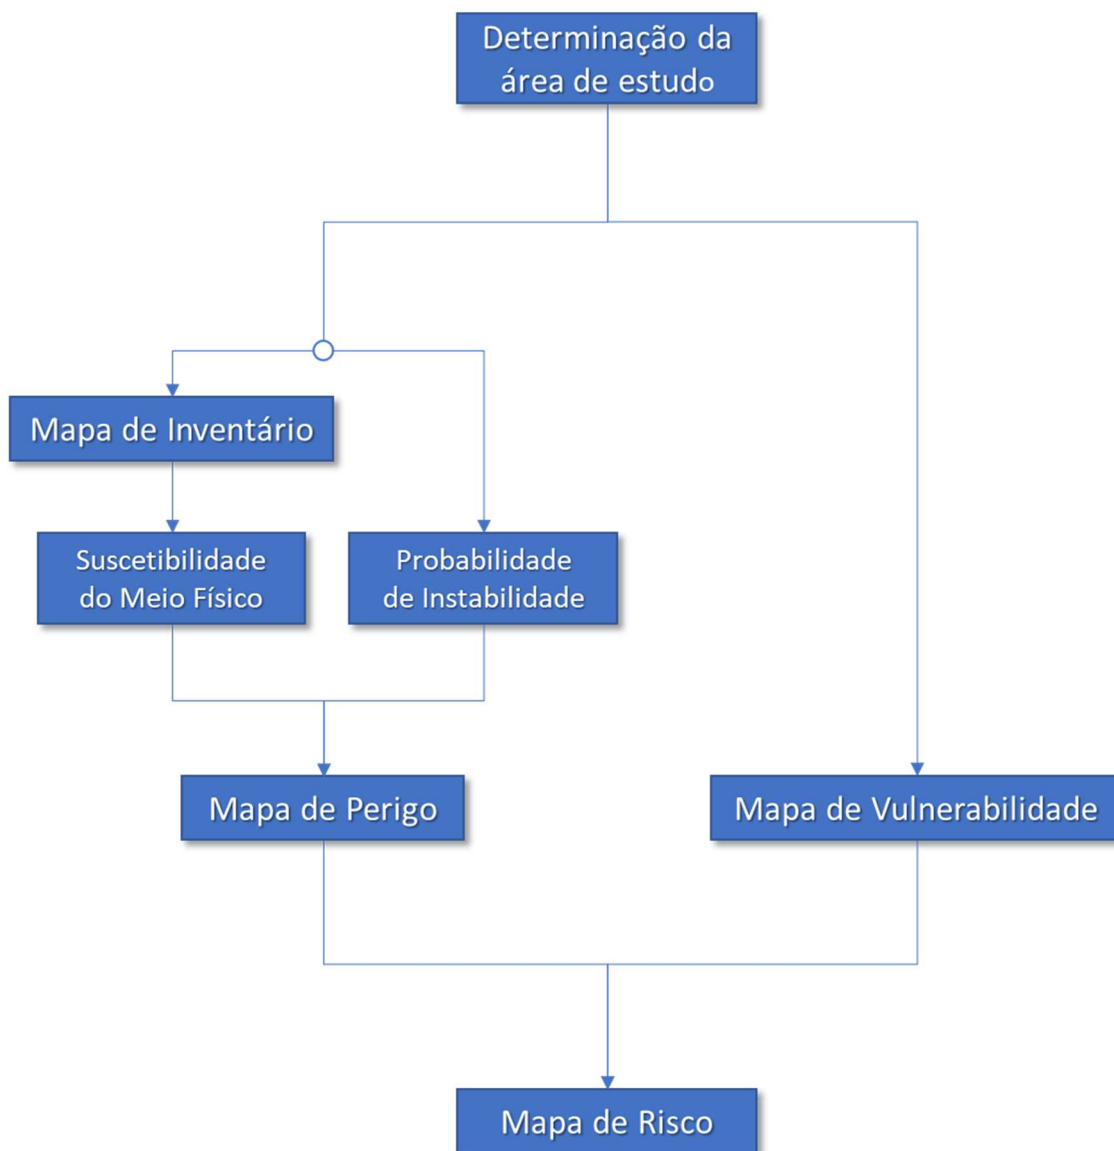 Determinação da
área de estudo
Mapa de Inventário
Suscetibilidade
do Meio Físico
Probabilidade
de Instabilidade
Mapa de Perigo
Mapa de Vulnerabilidade
Mapa de Risco